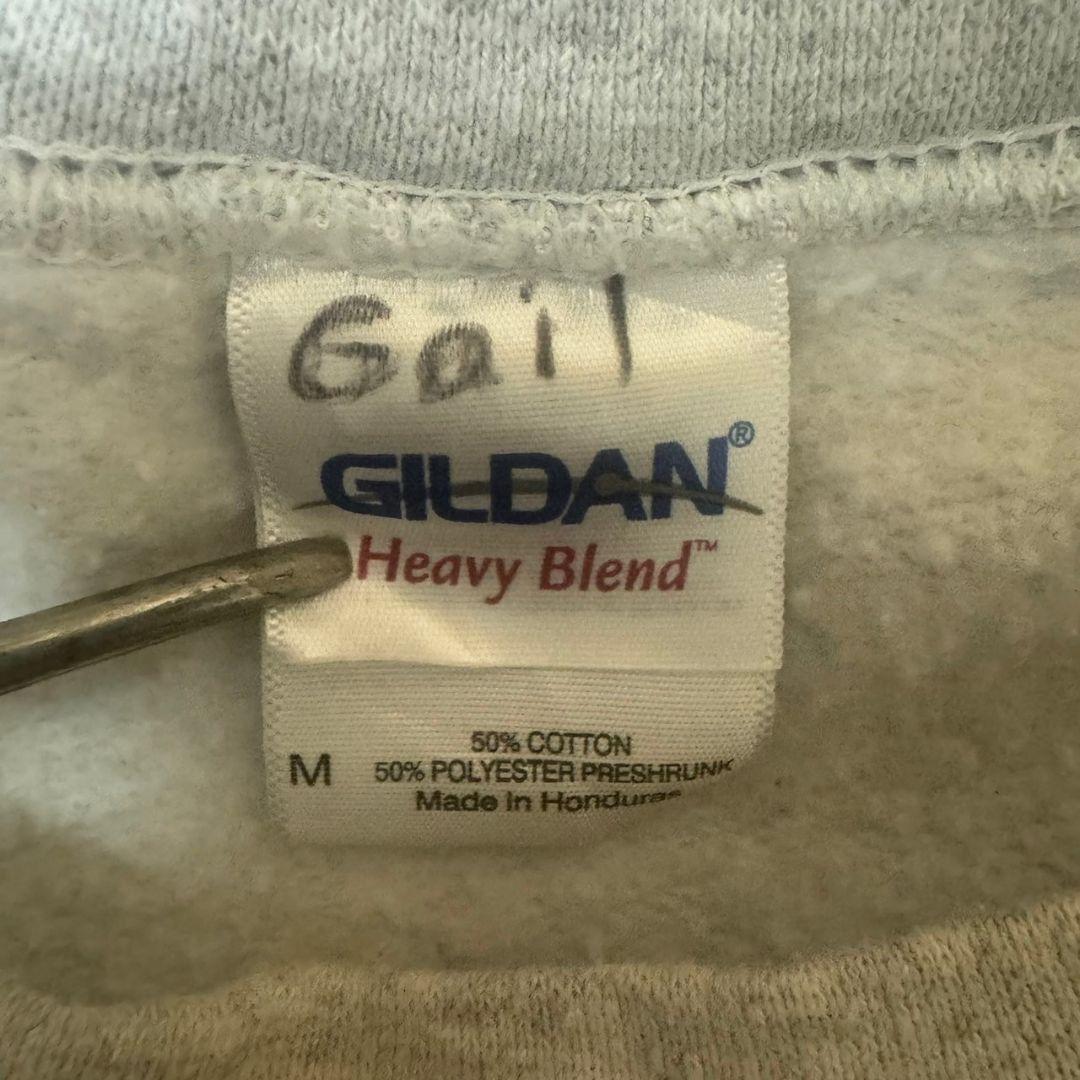 Gail
GILDAN®
Heavy Blend™
50% COTTON
M 50% POLYESTER PRESHRUNK
Made in Honduras